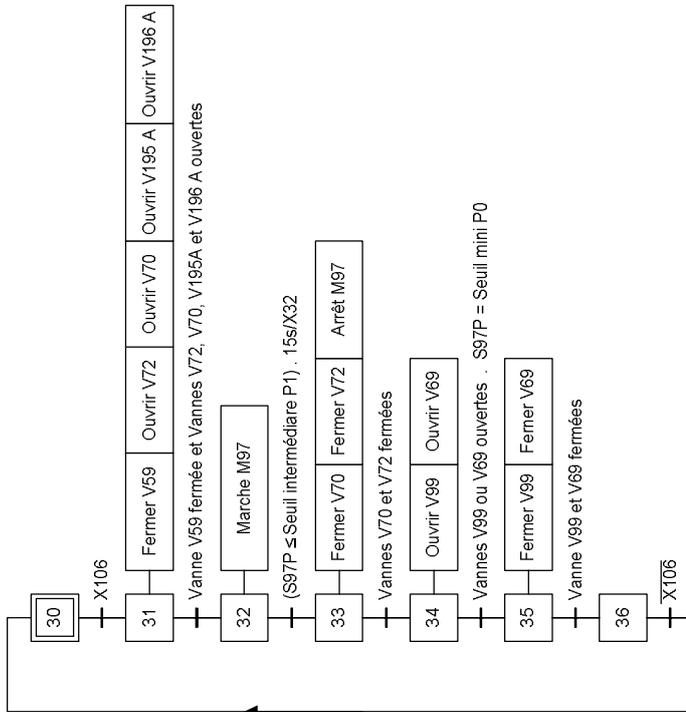 30
X106
31 Fermer V59 Ouvrir V72 Ouvrir V70 Ouvrir V195 A Ouvrir V196 A
Vanne V59 fermée et Vannes V72, V70, V195A et V196 A ouvertes
32 Marche M97
(S97P ≤ Seuil intermédiare P1) . 15s/X32
33 Fermer V70 Fermer V72 Arrêt M97
Vannes V70 et V72 fermées
34 Ouvrir V99 Ouvrir V69
Vannes V99 ou V69 ouvertes . S97P = Seuil mini P0
35 Fermer V99 Fenrer V69
Vanne V99 et V69 fermées
36
X106